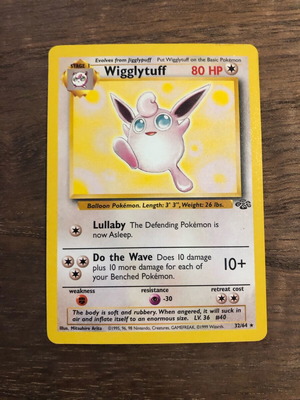 Evolves from Jigglypuff Put Wigglytuff on the Basic Pokémon
STAGE 1
Wigglytuff 80 HP
Balloon Pokémon. Length: 3' 3", Weight: 26 lbs.
Lullaby The Defending Pokémon is
now Asleep.
Do the Wave Does 10 damage
plus 10 more damage for each of
your Benched Pokémon.
10+
weakness resistance retreat cost
-30
The body is soft and rubbery. When angered, it will suck in
air and inflate itself to an enormous size. LV. 36 #40
Illus. Mitsuhiro Arita ©1995, 96, 98 Nintendo, Creatures, GAMEFREAK. ©1999 Wizards. 32/64 ★